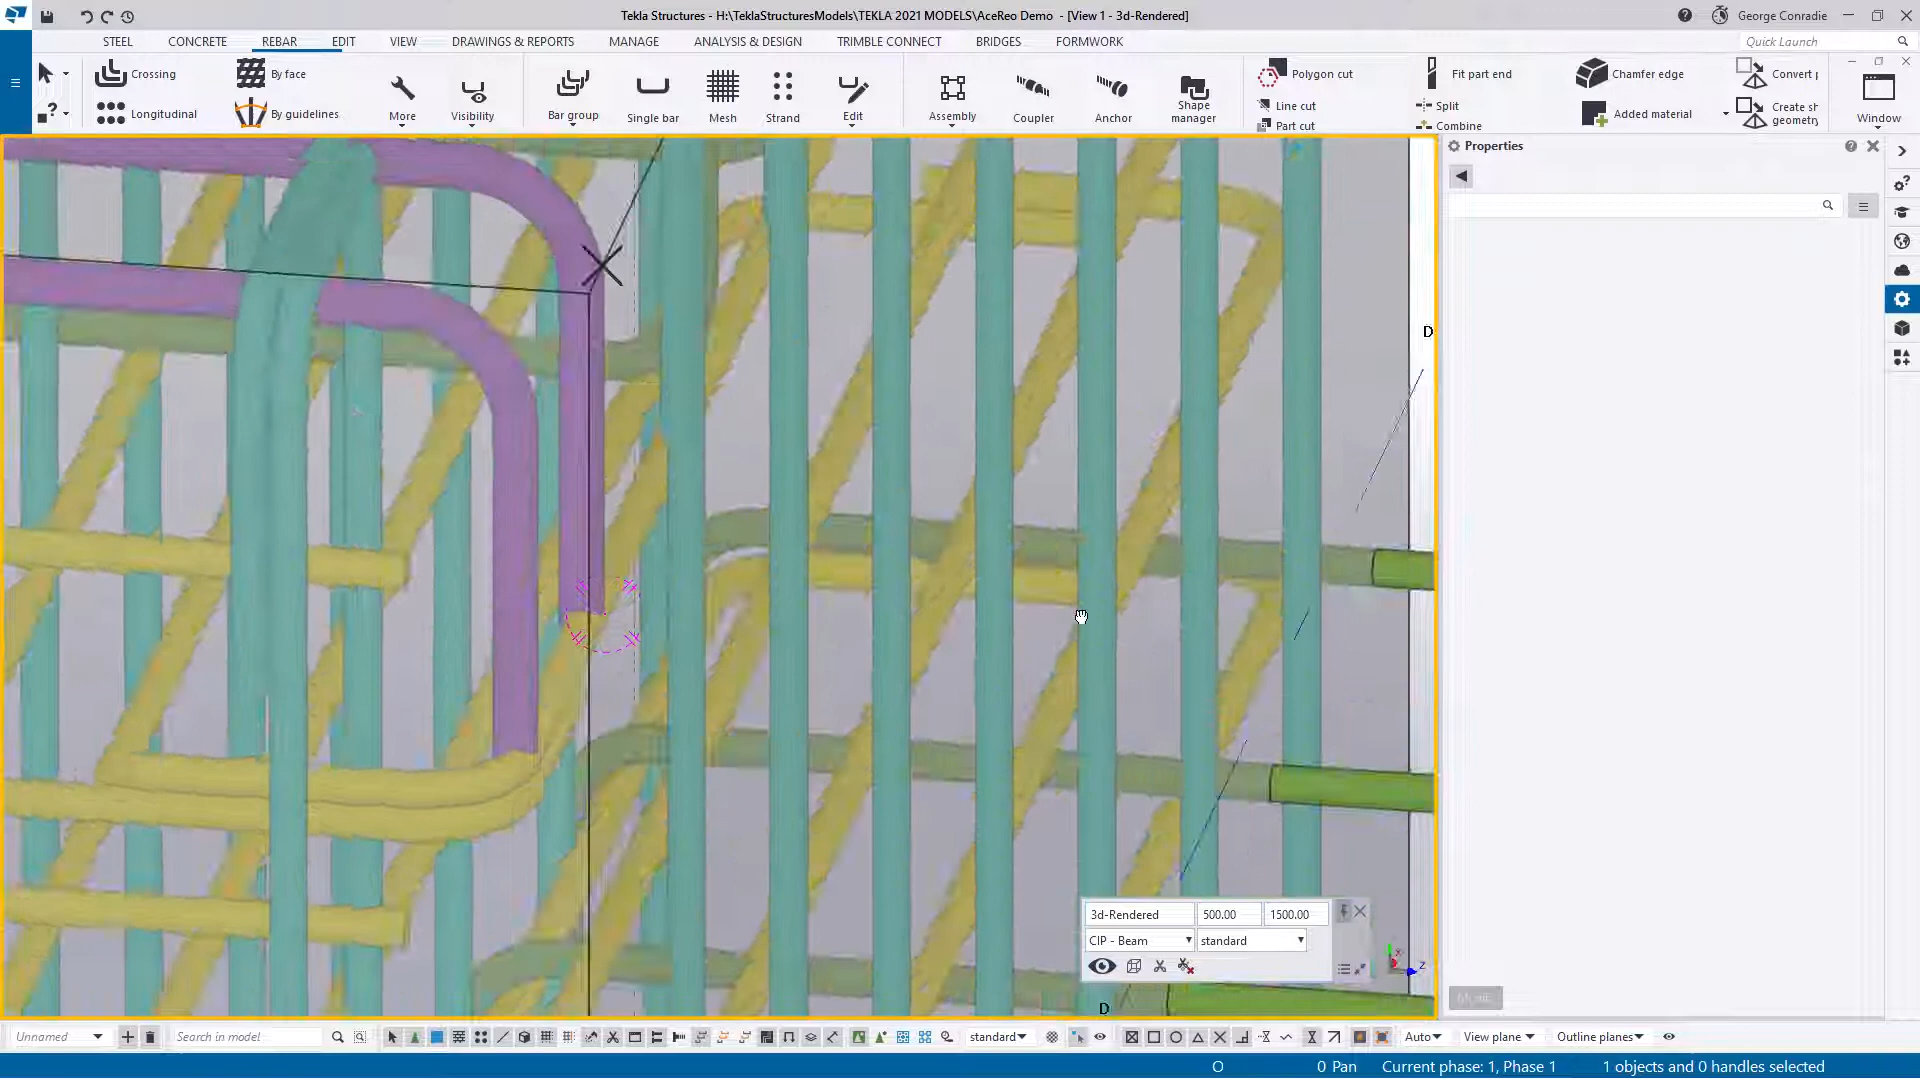 Tekla Structures - H:\TeklaStructuresModels\TEKLA 2021 MODELS\AceReo Demo - [View 1 - 3d-Rendered]
George Conradie
STEEL CONCRETE REBAR EDIT VIEW DRAWINGS & REPORTS MANAGE ANALYSIS & DESIGN TRIMBLE CONNECT BRIDGES FORMWORK
Quick Launch
Crossing
Longitudinal
By face
By guidelines
More
Visibility
Bar group
Single bar
Mesh
Strand
Edit
Assembly
Coupler
Anchor
Shape
manager
Polygon cut
Line cut
Part cut
Fit part end
Split
Combine
Chamfer edge
Added material
Convert
Create sh
geometry
Window
Properties
D
3d-Rendered 500.00 1500.00
CIP - Beam standard
Z
D
Unnamed
Search in model
standard
Auto
View plane
Outline planes
O
0 Pan
Current phase: 1, Phase 1
1 objects and 0 handles selected